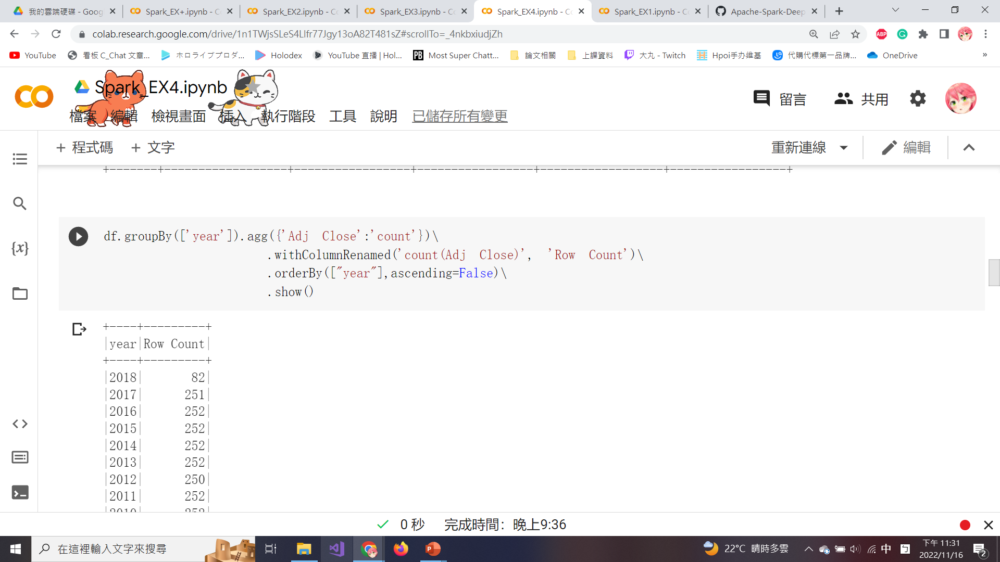 我的雲端硬碟 - Goog
Spark_EX+.ipynb - Co
Spark_EX2.ipynb - Co
Spark_EX3.ipynb - Co
Spark_EX4.ipynb - Co
Spark_EX1.ipynb - Co
Apache-Spark-Deep
colab.research.google.com/drive/1n1TWjsSLeS4Llfr77Jgy13oA82T481sZ#scrollTo=_4nkbxiudjZh
ABP
YouTube
看板 C_Chat 文章...
ホロライブプロダ...
Holodex
YouTube 直播 | Hol...
Most Super Chatt...
論文相關
上課資料
大丸 - Twitch
Hpoi手办维基
代購代標第一品牌...
OneDrive
»
Spark_EX4.ipynb
留言
共用
檔案 編輯 檢視畫面 插入 執行階段 工具 說明 已儲存所有變更
+ 程式碼 + 文字
重新連線
編輯
+-------+------------------+-----------------+------------------+------------------+-----------------+
{x}
df.groupBy(['year']).agg({'Adj Close':'count'})\
.withColumnRenamed('count(Adj Close)', 'Row Count')\
.orderBy(["year"],ascending=False)\
.show()
+----+---------+
|year|Row Count|
+----+---------+
|2018| 82|
|2017| 251|
|2016| 252|
|2015| 252|
|2014| 252|
|2013| 252|
|2012| 250|
|2011| 252|
|2010| 252|
0 秒 完成時間：晚上9:36
在這裡輸入文字來搜尋
22°C 晴時多雲
中
下午 11:31
2022/11/16
2